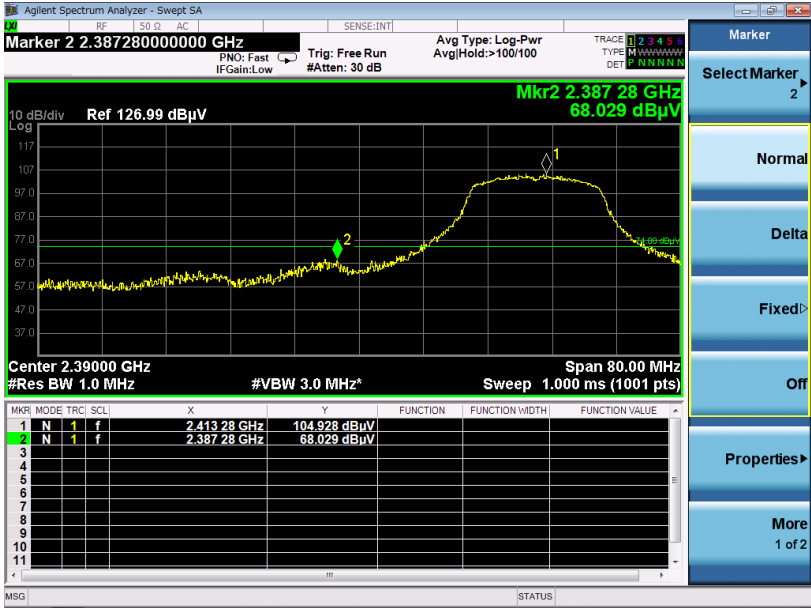 Agilent Spectrum Analyzer - Swept SA
LXI
RF
50 Ω
AC
SENSE:INT
Marker 2 2.387280000000 GHz
PNO: Fast
IFGain:Low
Trig: Free Run
#Atten: 30 dB
Avg Type: Log-Pwr
Avg|Hold:>100/100
TRACE 1 2 3 4 5 6
TYPE M W W W W W
DET P N N N N N
Mkr2 2.387 28 GHz
68.029 dBµV
10 dB/div
Log
Ref 126.99 dBµV
117
107
97.0
87.0
77.0
67.0
57.0
47.0
37.0
1
2
74.00 dBµV
Center 2.39000 GHz
Span 80.00 MHz
#Res BW 1.0 MHz
#VBW 3.0 MHz*
Sweep 1.000 ms (1001 pts)
MKR MODE TRC SCL X Y FUNCTION FUNCTION WIDTH FUNCTION VALUE
1 N 1 f 2.413 28 GHz 104.928 dBµV
2 N 1 f 2.387 28 GHz 68.029 dBµV
3
4
5
6
7
8
9
10
11
MSG
STATUS
Marker
Select Marker
2
Normal
Delta
Fixed
Off
Properties
More
1 of 2